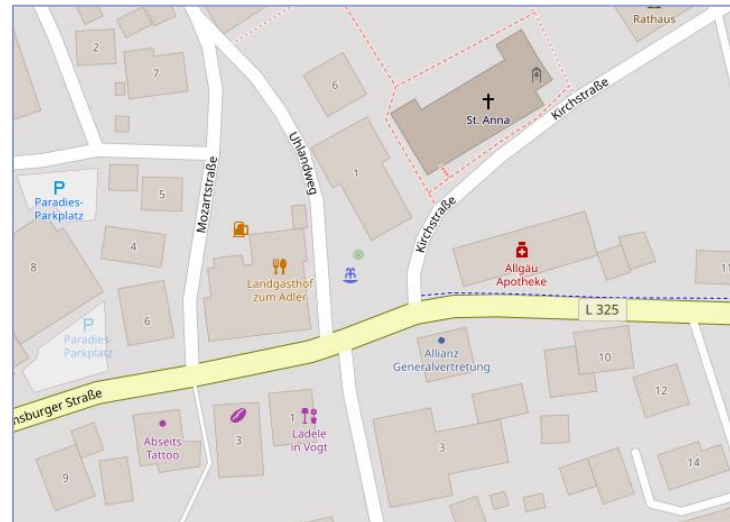 Rathaus
2
7
6
St. Anna
Kirchstraße
Uhlandweg
1
P
Paradies-
Parkplatz
5
Mozartstraße
Kirchstraße
4
8
Landgasthof
zum Adler
Allgäu
Apotheke
11
6
P
Paradies-
Parkplatz
L 325
Allianz
Generalvertretung
10
12
nsburger Straße
1
3
Abseits
Tattoo
Lädele
in Vogt
3
9
14